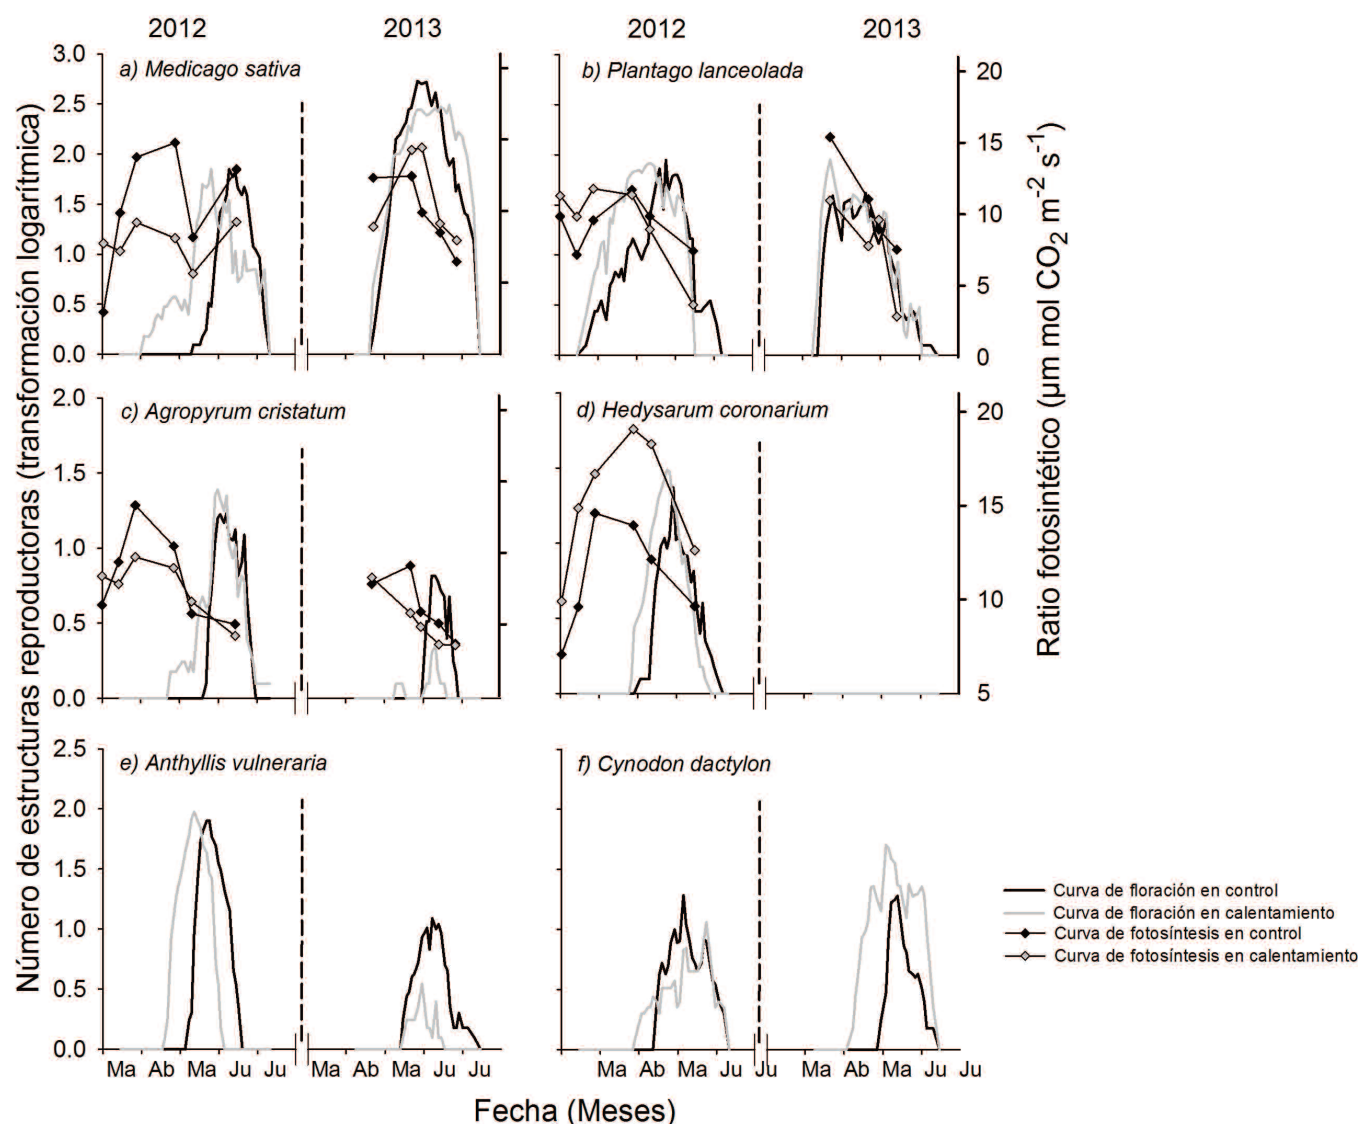 2012 2013 2012 2013
Número de estructuras reproductoras (transformación logarítmica)
a) Medicago sativa
3.0
2.5
2.0
1.5
1.0
0.5
0.0
b) Plantago lanceolada
20
15
10
5
0
Ratio fotosintético (µm mol CO2 m-2 s-1)
c) Agropyrum cristatum
2.0
1.5
1.0
0.5
0.0
d) Hedysarum coronarium
20
15
10
5
e) Anthyllis vulneraria
2.5
2.0
1.5
1.0
0.5
0.0
f) Cynodon dactylon
Curva de floración en control
Curva de floración en calentamiento
Curva de fotosíntesis en control
Curva de fotosíntesis en calentamiento
Ma Ab Ma Ju Ma Ab Ma Ju Ma Ab Ma Ju Ju Ma Ab Ju Ju
Fecha (Meses)